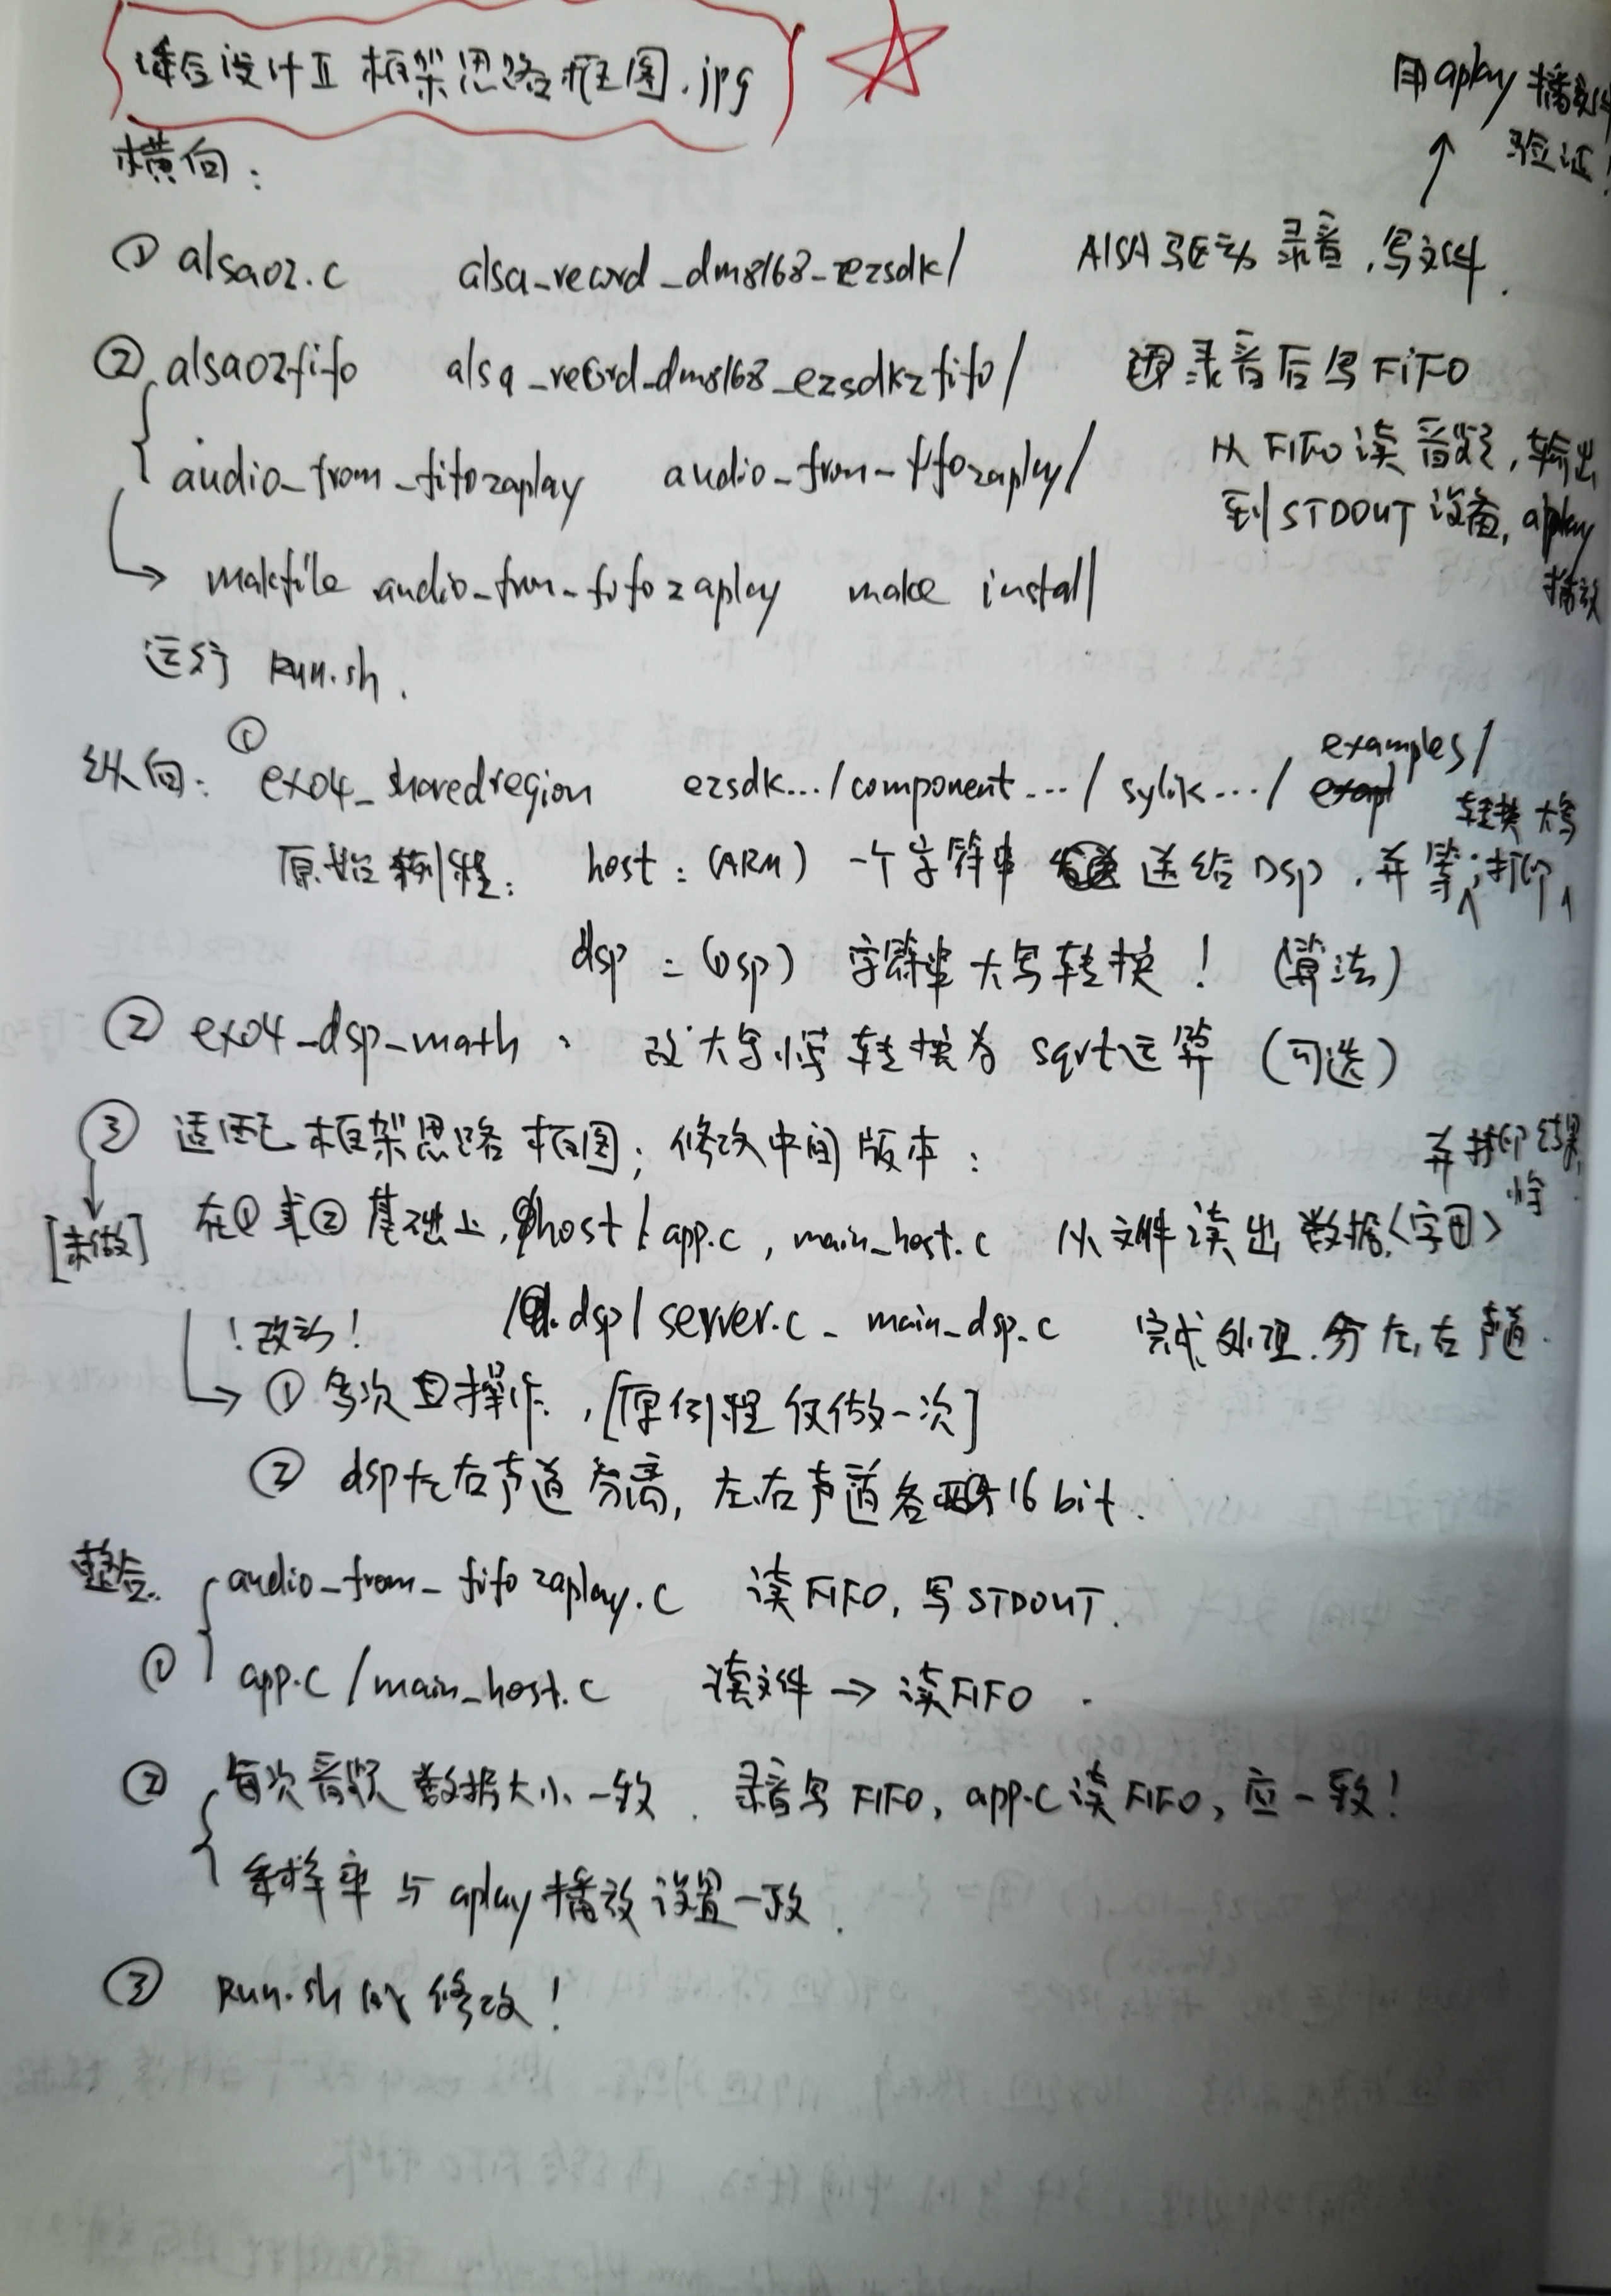 综合设计II 框架思路框图.jpg
用aplay播放文件
验证!
横向:
① alsa02.c alsa_record_dm8168_ezsdk/ AlSA驱动录音,写文件.
② alsa02fifo alsa_record_dm8168_ezsdk2fifo/ 录音后写FiFO
audio_from_fifo2aplay audio_from_fifo2aplay/ 从FIFO读音频,输出
到STDOUT设备,aplay
播放
makfile audio_from_fifo2aplay make install
运行 Run.sh.
纵向: ① ex04_sharedregion ezsdk.../component.../sylik.../examples/
转换大写
原始例程: host:(ARM) 一个字符串 送给Dsp,并等;打印
dsp:(Dsp) 字符串大写转换! (算法)
② ex04_dsp_math: 改大写小写转换为sqrt运算(可选)
③ 适配框架思路框图;修改中间版本:
并打印结果,
[未做] 在①或②基础上,host/app.c,main_host.c 从文件读出数据<字母>
小写
/dsp/server.c_main_dsp.c 完成处理.分左,右声道.
!改动!
① 多次操作,[原例程仅做一次]
② dsp左右声道分离,左右声道各16bit.
整合.. audio_from_fifo2aplay.c 读FIFO,写STDOUT.
① app.c/main_host.c 读文件→读FIFO.
② 每次音频数据大小一致.录音写FIFO,app.c读FIFO,应一致!
采样率与aplay播放设置一致.
③ Run.sh的修改!